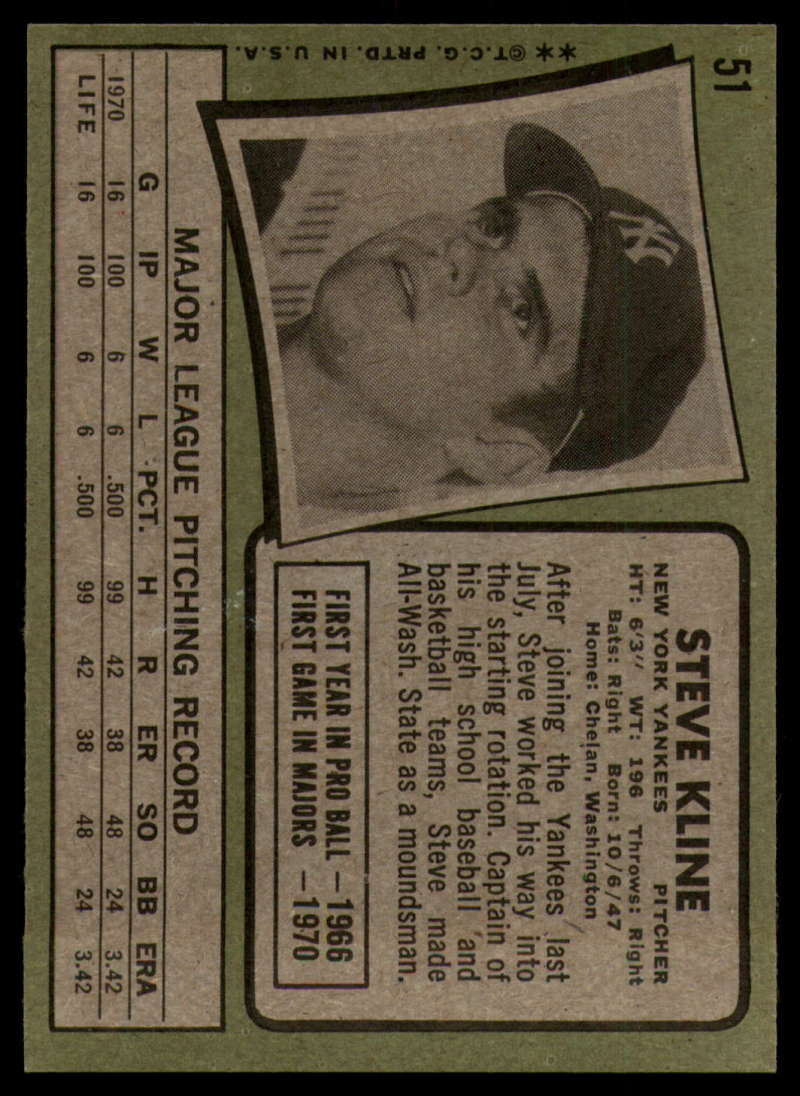 51
**©T.C.G. PRTD. IN U.S.A.
NY
STEVE KLINE
NEW YORK YANKEES PITCHER
HT: 6'3'' WT: 196 Throws: Right
Bats: Right Born: 10/6/47
Home: Chelan, Washington
After joining the Yankees last
July, Steve worked his way into
the starting rotation. Captain of
his high school baseball and
basketball teams, Steve made
All-Wash. State as a moundsman.
FIRST YEAR IN PRO BALL —1966
FIRST GAME IN MAJORS —1970
MAJOR LEAGUE PITCHING RECORD
G IP W L PCT. H R ER SO BB ERA
1970 16 100 6 6 .500 99 42 38 48 24 3.42
LIFE 16 100 6 6 .500 99 42 38 48 24 3.42